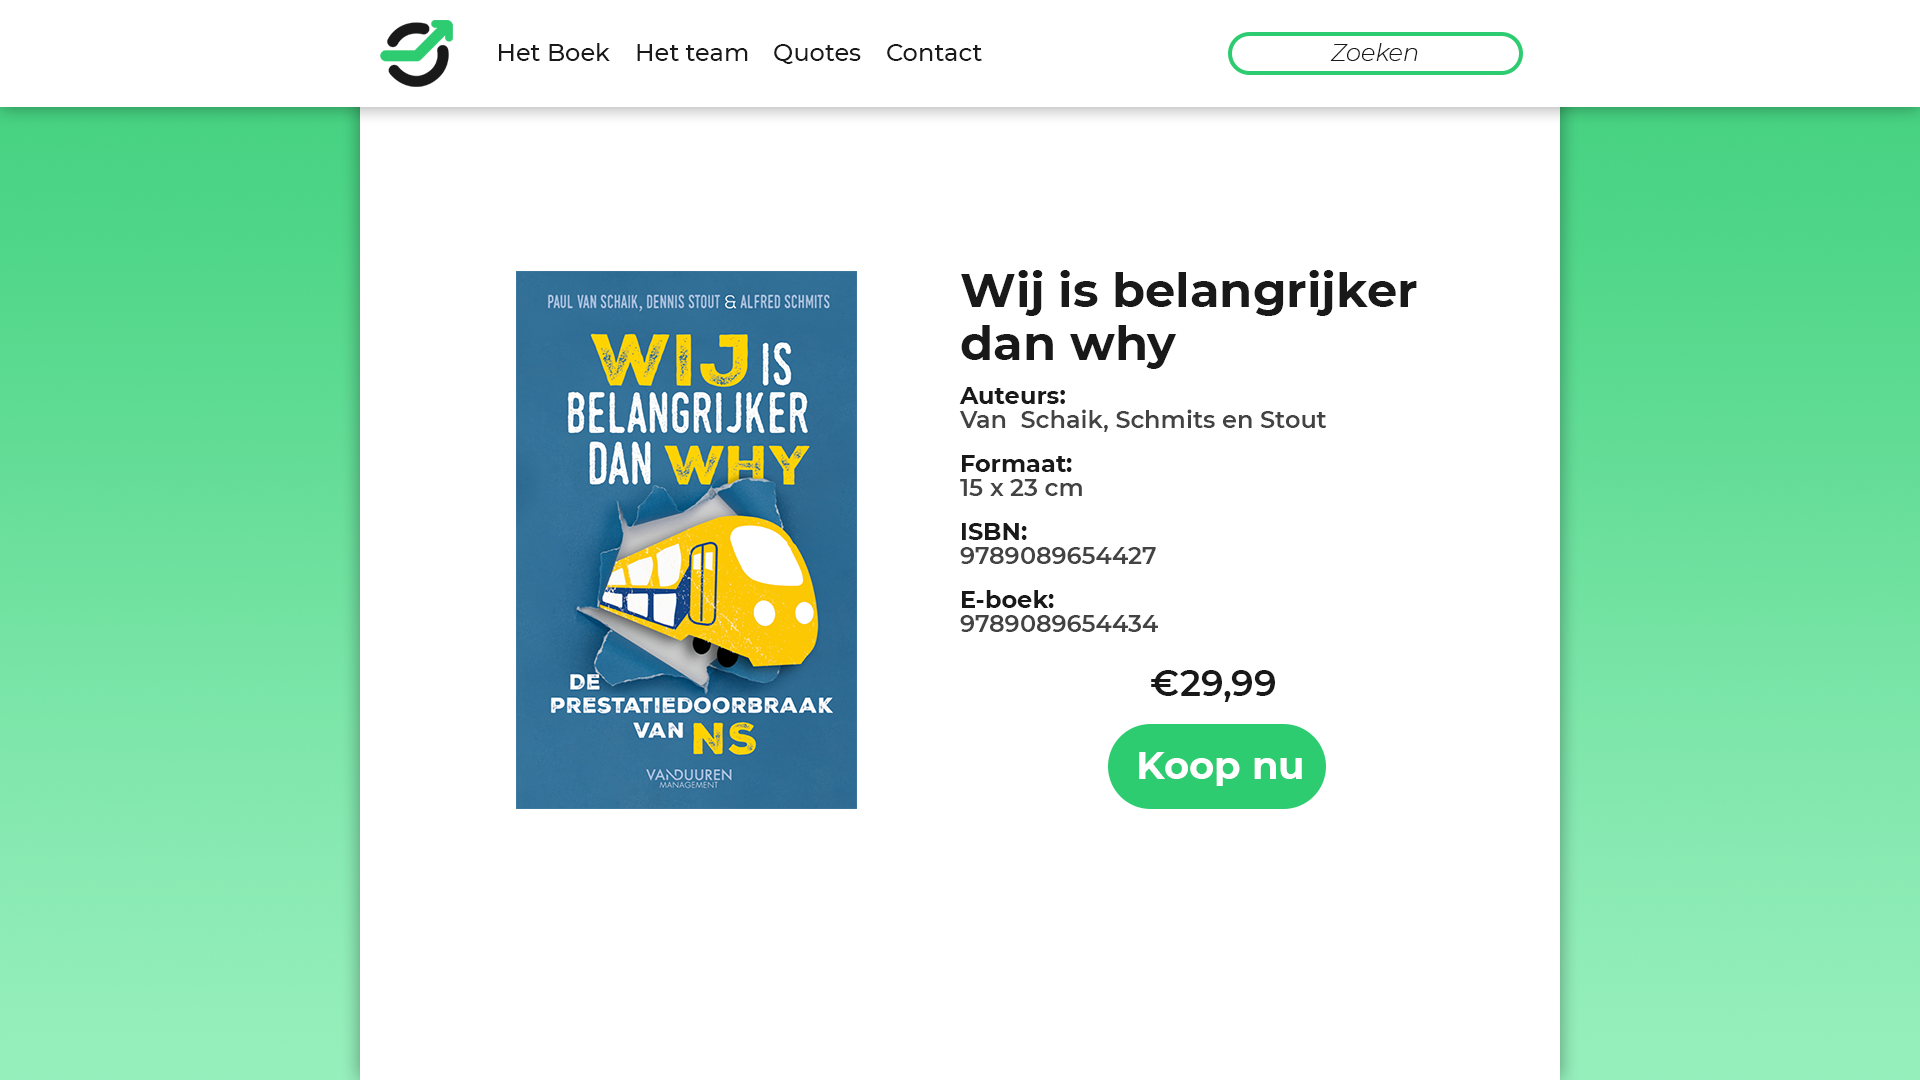 Het Boek Het team Quotes Contact Zoeken
PAUL VAN SCHAIK, DENNIS STOUT & ALFRED SCHMITS
WIJ IS
BELANGRIJKER
DAN WHY
DE
PRESTATIEDOORBRAAK
VAN NS
VANDUUREN
MANAGEMENT
Wij is belangrijker
dan why
Auteurs:
Van  Schaik, Schmits en Stout
Formaat:
15 x 23 cm
ISBN:
9789089654427
E-boek:
9789089654434
€29,99
Koop nu